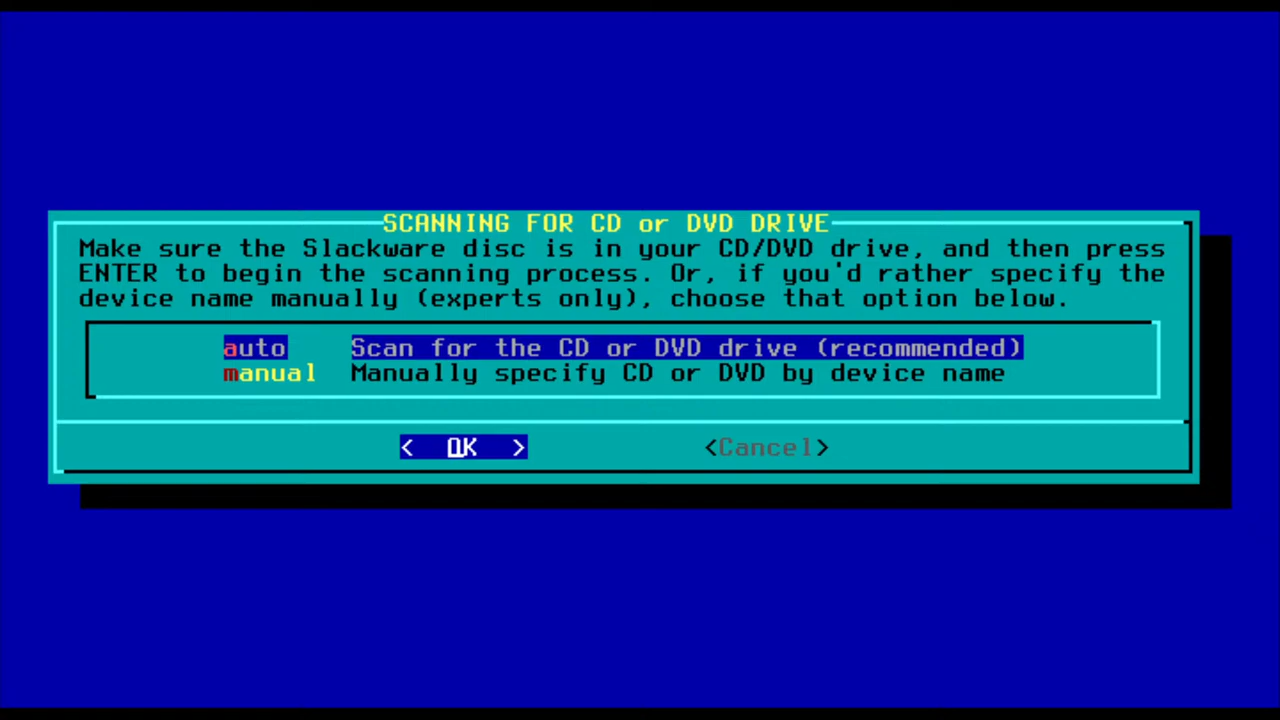 SCANNING FOR CD or DVD DRIVE
Make sure the Slackware disc is in your CD/DVD drive, and then press
ENTER to begin the scanning process. Or, if you'd rather specify the
device name manually (experts only), choose that option below.
auto Scan for the CD or DVD drive (recommended)
manual Manually specify CD or DVD by device name
< OK > <Cancel>